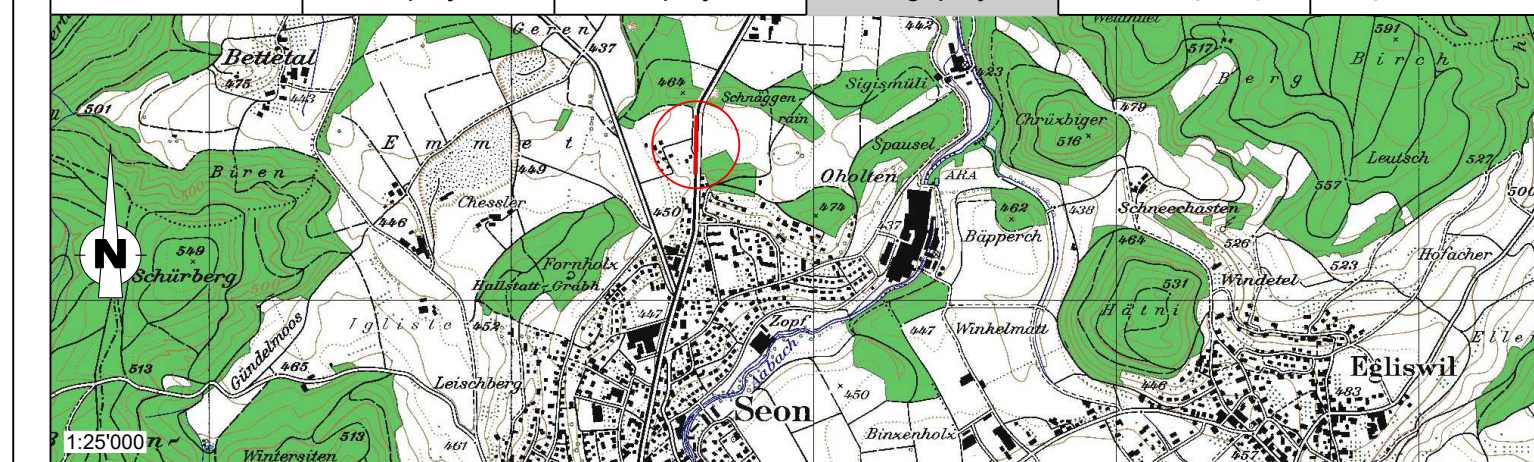 Geren
437
442
Weiandel
517
591
Birch
Bettetal
475
443
464
Schnäggen-
rain
Sigismüli
423
Berg
501
479
Emmet
449
Chrüzbiger
516
Spausel
Leutsch
527
Büren
500
Chessler
450
Oholten
ARA
557
446
474
437
462
438
Schneechasten
464
526
Bäpperch
N
549
Schürberg
500
Fornholz
Hallstatt-Gräbh.
523
Hofacher
Windetel
531
Hätni
Igliste
452
447
Zopf
447
Winkelmatt
513
Gündelmoos
465
Leischberg
Aabach
446
Egliswil
483
450
Seon
1:25'000
513
461
Binzenholz
457
Wintersiten